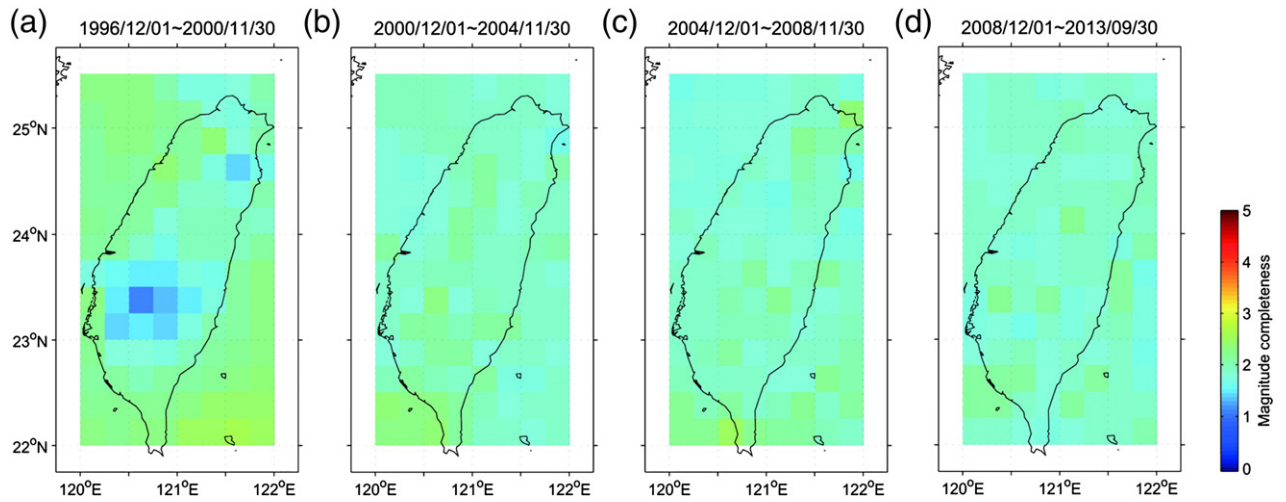 (a) 1996/12/01~2000/11/30
(b) 2000/12/01~2004/11/30
(c) 2004/12/01~2008/11/30
(d) 2008/12/01~2013/09/30
25°N
24°N
23°N
22°N
120°E 121°E 122°E
120°E 121°E 122°E
120°E 121°E 122°E
120°E 121°E 122°E
5
4
3
2
1
0
Magnitude completeness